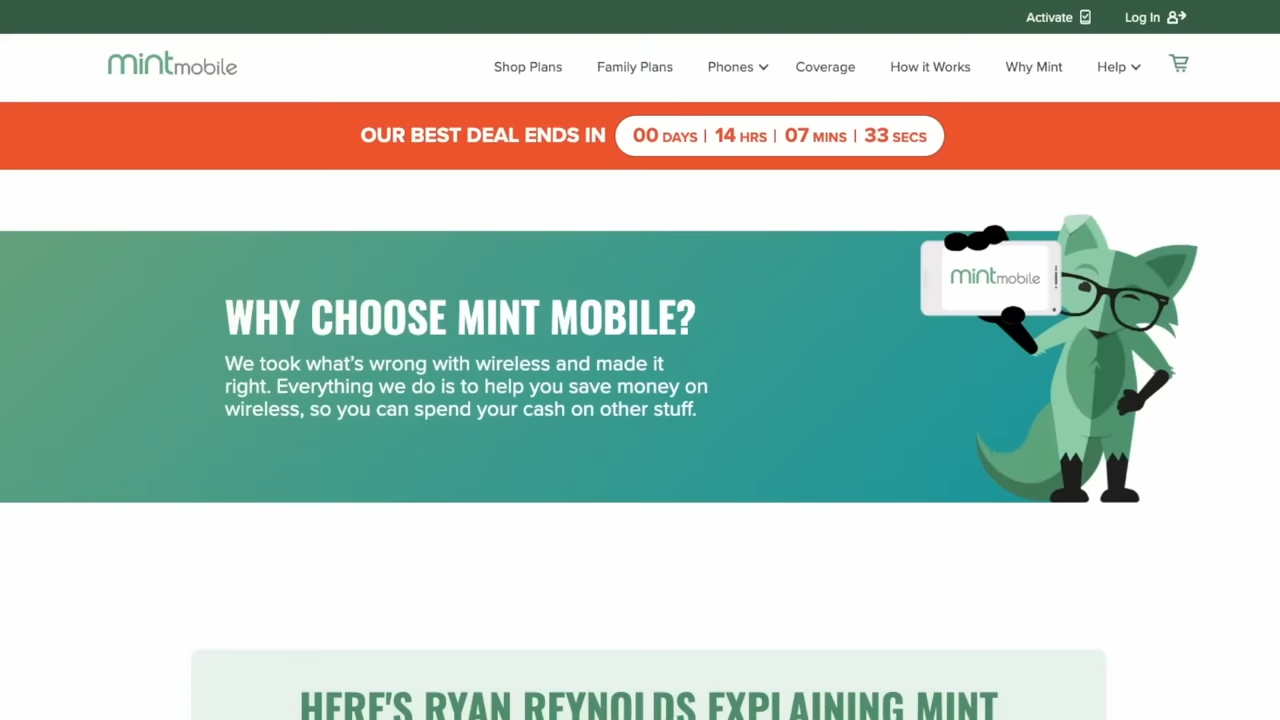 Activate
Log In
mintmobile
Shop Plans
Family Plans
Phones
Coverage
How it Works
Why Mint
Help
OUR BEST DEAL ENDS IN 00 DAYS | 14 HRS | 07 MINS | 33 SECS
mintmobile
WHY CHOOSE MINT MOBILE?
We took what's wrong with wireless and made it
right. Everything we do is to help you save money on
wireless, so you can spend your cash on other stuff.
HERE'S RYAN REYNOLDS EXPLAINING MINT